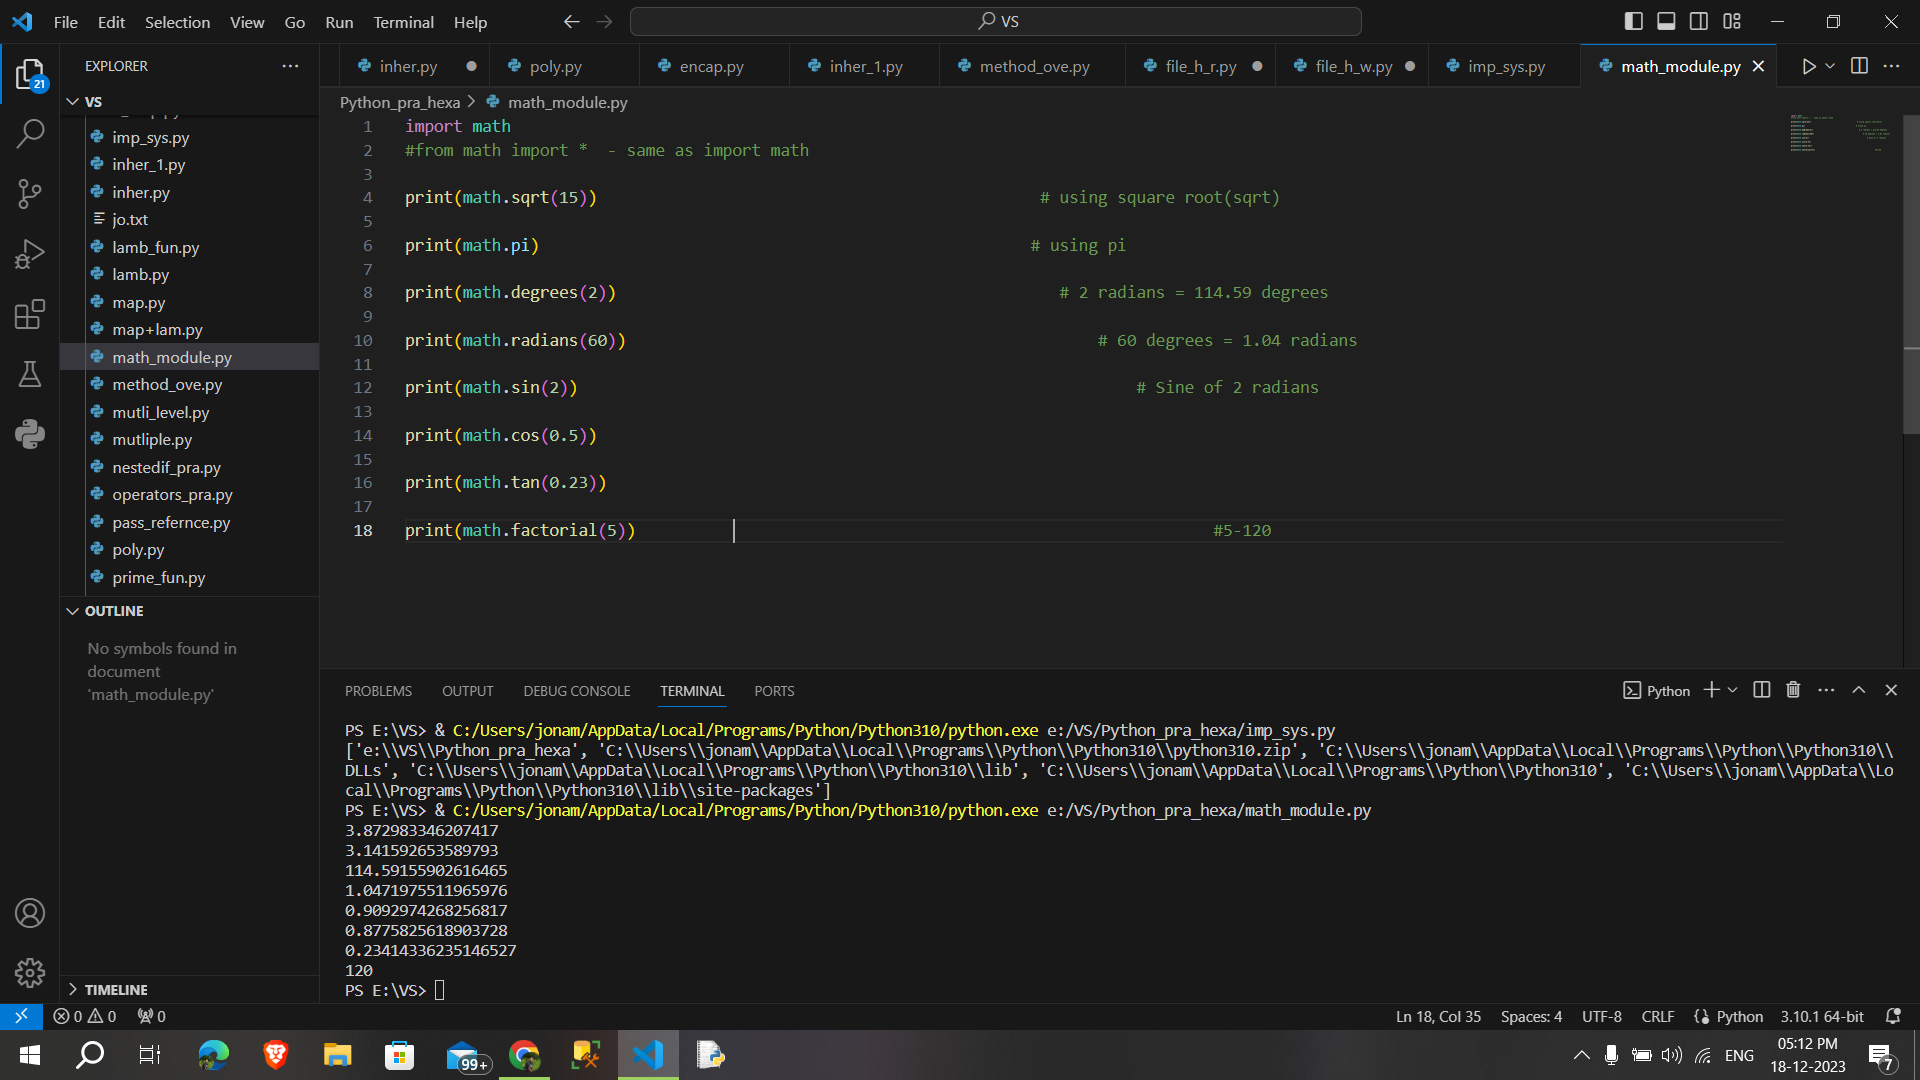 File Edit Selection View Go Run Terminal Help
VS
EXPLORER
VS
imp_sys.py
inher_1.py
inher.py
jo.txt
lamb_fun.py
lamb.py
map.py
map+lam.py
math_module.py
method_ove.py
mutli_level.py
mutliple.py
nestedif_pra.py
operators_pra.py
pass_refernce.py
poly.py
prime_fun.py
OUTLINE
No symbols found in
document
'math_module.py'
TIMELINE
21
inher.py poly.py encap.py inher_1.py method_ove.py file_h_r.py file_h_w.py imp_sys.py math_module.py
Python_pra_hexa > math_module.py
1 import math
2 #from math import *  - same as import math
3
4 print(math.sqrt(15)) # using square root(sqrt)
5
6 print(math.pi) # using pi
7
8 print(math.degrees(2)) # 2 radians = 114.59 degrees
9
10 print(math.radians(60)) # 60 degrees = 1.04 radians
11
12 print(math.sin(2)) # Sine of 2 radians
13
14 print(math.cos(0.5))
15
16 print(math.tan(0.23))
17
18 print(math.factorial(5)) #5-120
PROBLEMS OUTPUT DEBUG CONSOLE TERMINAL PORTS
Python
PS E:\VS> & C:/Users/jonam/AppData/Local/Programs/Python/Python310/python.exe e:/VS/Python_pra_hexa/imp_sys.py
['e:\\VS\\Python_pra_hexa', 'C:\\Users\\jonam\\AppData\\Local\\Programs\\Python\\Python310\\python310.zip', 'C:\\Users\\jonam\\AppData\\Local\\Programs\\Python\\Python310\\
DLLs', 'C:\\Users\\jonam\\AppData\\Local\\Programs\\Python\\Python310\\lib', 'C:\\Users\\jonam\\AppData\\Local\\Programs\\Python\\Python310', 'C:\\Users\\jonam\\AppData\\Lo
cal\\Programs\\Python\\Python310\\lib\\site-packages']
PS E:\VS> & C:/Users/jonam/AppData/Local/Programs/Python/Python310/python.exe e:/VS/Python_pra_hexa/math_module.py
3.872983346207417
3.141592653589793
114.59155902616465
1.0471975511965976
0.9092974268256817
0.8775825618903728
0.23414336235146527
120
PS E:\VS>
0 0 0 Ln 18, Col 35 Spaces: 4 UTF-8 CRLF Python 3.10.1 64-bit
99+
ENG
05:12 PM
18-12-2023
7